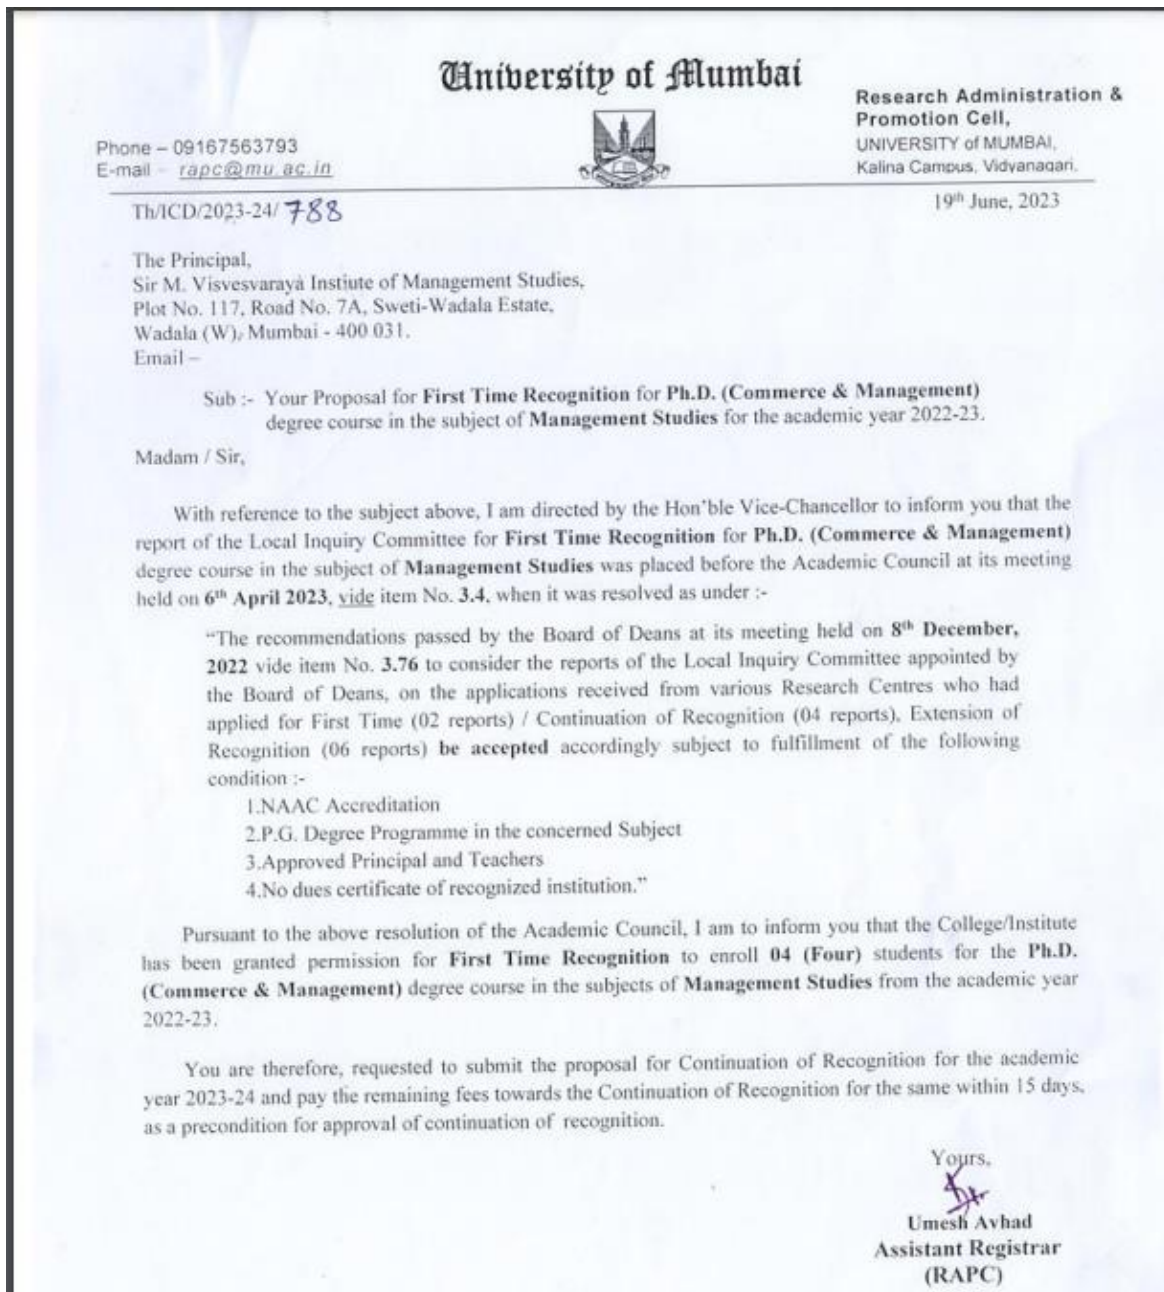 University of Mumbai
Phone – 09167563793
E-mail – rapc@mu.ac.in
Research Administration &
Promotion Cell,
UNIVERSITY of MUMBAI,
Kalina Campus, Vidyanagari.
Th/ICD/2023-24/ 788
19th June, 2023
The Principal,
Sir M. Visvesvaraya Instiute of Management Studies,
Plot No. 117, Road No. 7A, Sweti-Wadala Estate,
Wadala (W), Mumbai - 400 031.
Email –
Sub :- Your Proposal for First Time Recognition for Ph.D. (Commerce & Management)
degree course in the subject of Management Studies for the academic year 2022-23.
Madam / Sir,
With reference to the subject above, I am directed by the Hon'ble Vice-Chancellor to inform you that the
report of the Local Inquiry Committee for First Time Recognition for Ph.D. (Commerce & Management)
degree course in the subject of Management Studies was placed before the Academic Council at its meeting
held on 6th April 2023, vide item No. 3.4, when it was resolved as under :-
“The recommendations passed by the Board of Deans at its meeting held on 8th December,
2022 vide item No. 3.76 to consider the reports of the Local Inquiry Committee appointed by
the Board of Deans, on the applications received from various Research Centres who had
applied for First Time (02 reports) / Continuation of Recognition (04 reports), Extension of
Recognition (06 reports) be accepted accordingly subject to fulfillment of the following
condition :-
1.NAAC Accreditation
2.P.G. Degree Programme in the concerned Subject
3.Approved Principal and Teachers
4.No dues certificate of recognized institution.”
Pursuant to the above resolution of the Academic Council, I am to inform you that the College/Institute
has been granted permission for First Time Recognition to enroll 04 (Four) students for the Ph.D.
(Commerce & Management) degree course in the subjects of Management Studies from the academic year
2022-23.
You are therefore, requested to submit the proposal for Continuation of Recognition for the academic
year 2023-24 and pay the remaining fees towards the Continuation of Recognition for the same within 15 days,
as a precondition for approval of continuation of recognition.
Yours,
Umesh Avhad
Assistant Registrar
(RAPC)